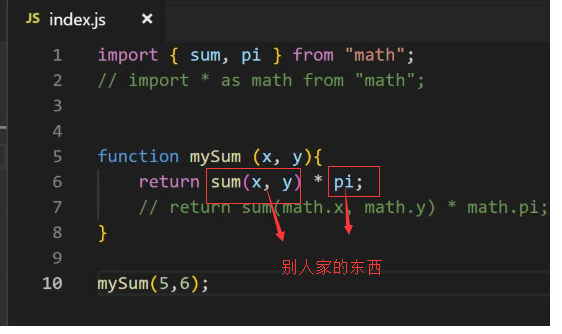 JS index.js ×
1 import { sum, pi } from "math";
2 // import * as math from "math";
3
4
5 function mySum (x, y){
6 return sum(x, y) * pi;
7 // return sum(math.x, math.y) * math.pi;
8 }
9
别人家的东西
10 mySum(5,6);